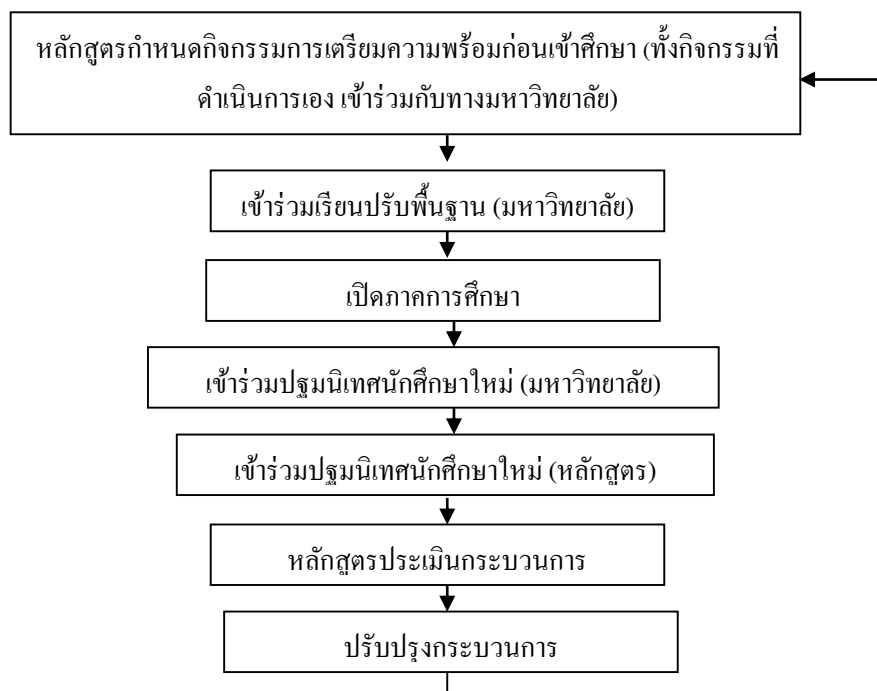 หลักสูตรกำหนดกิจกรรมการเตรียมความพร้อมก่อนเข้าศึกษา (ทั้งกิจกรรมที่
ดำเนินการเอง เข้าร่วมกับทางมหาวิทยาลัย)
เข้าร่วมเรียนปรับพื้นฐาน (มหาวิทยาลัย)
เปิดภาคการศึกษา
เข้าร่วมปฐมนิเทศนักศึกษาใหม่ (มหาวิทยาลัย)
เข้าร่วมปฐมนิเทศนักศึกษาใหม่ (หลักสูตร)
หลักสูตรประเมินกระบวนการ
ปรับปรุงกระบวนการ